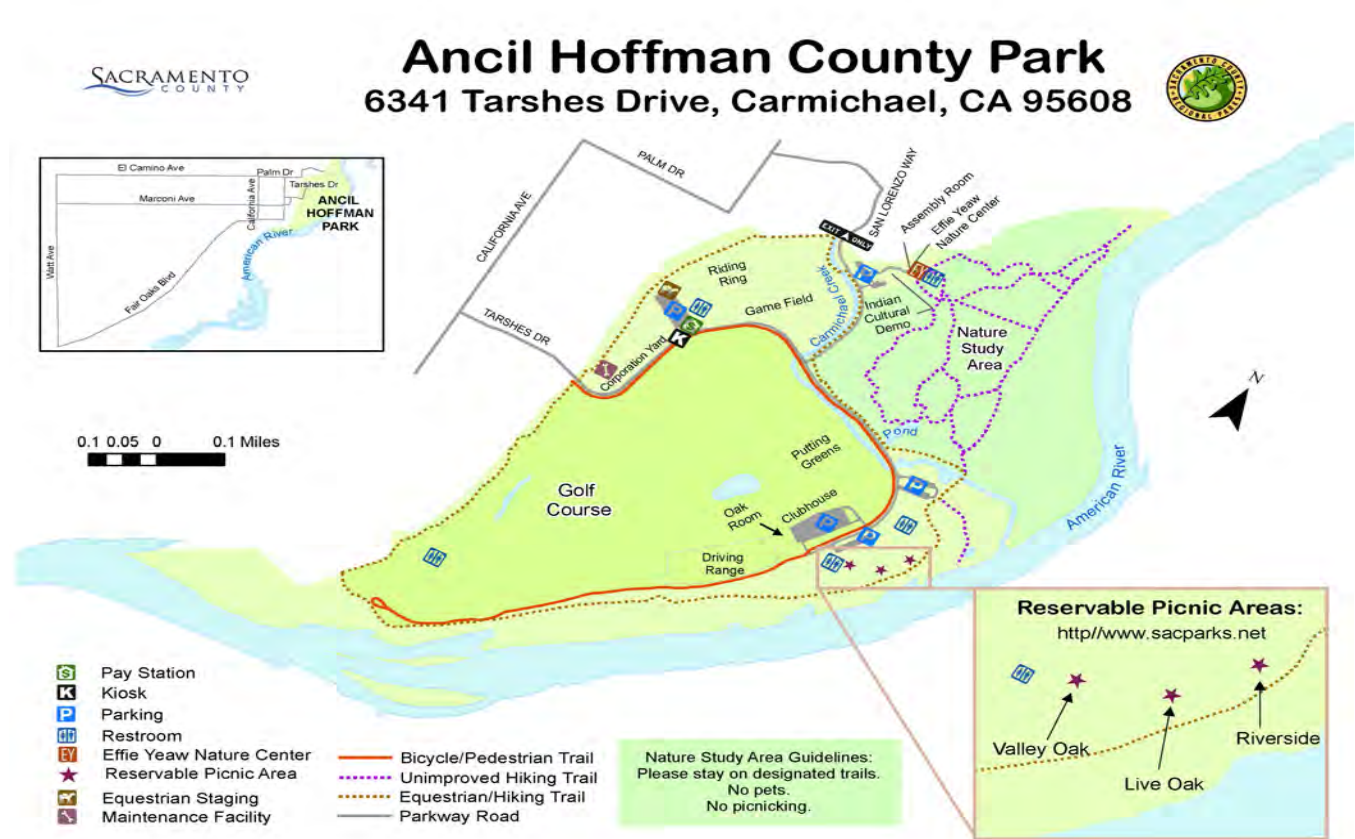 Ancil Hoffman County Park
6341 Tarshes Drive, Carmichael, CA 95608
SACRAMENTO
COUNTY
SACRAMENTO COUNTY
REGIONAL PARKS
El Camino Ave
Palm Dr
Tarshes Dr
Marconi Ave
California Ave
ANCIL
HOFFMAN
PARK
American River
Watt Ave
Fair Oaks Blvd
PALM DR
CALIFORNIA AVE
SAN LORENZO WAY
EXIT ONLY
Assembly Room
Effie Yeaw
Nature Center
EY
P
Riding
Ring
Game Field
Carmichael Creek
Indian
Cultural
Demo
Nature
Study
Area
TARSHES DR
P
$
K
Corporation Yard
N
0.1 0.05 0 0.1 Miles
Pond
Putting
Greens
Golf
Course
P
Oak
Room
Clubhouse
P
P
Driving
Range
American River
Reservable Picnic Areas:
http//www.sacparks.net
Valley Oak
Live Oak
Riverside
$ Pay Station
K Kiosk
P Parking
Restroom
EY Effie Yeaw Nature Center
Reservable Picnic Area
Equestrian Staging
Maintenance Facility
Bicycle/Pedestrian Trail
Unimproved Hiking Trail
Equestrian/Hiking Trail
Parkway Road
Nature Study Area Guidelines:
Please stay on designated trails.
No pets.
No picnicking.